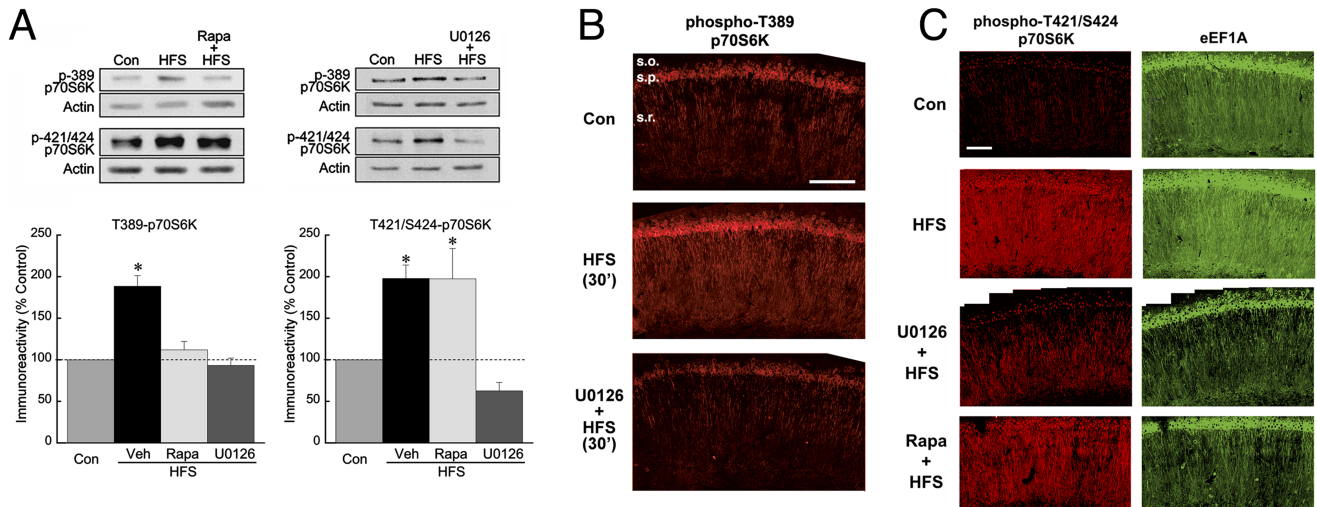 A
Con HFS Rapa + HFS
p-389 p70S6K
Actin
p-421/424 p70S6K
Actin
Con HFS U0126 + HFS
p-389 p70S6K
Actin
p-421/424 p70S6K
Actin
T389-p70S6K
Immunoreactivity (% Control)
250
200
150
100
50
0
Con Veh Rapa U0126
HFS
*
T421/S424-p70S6K
Immunoreactivity (% Control)
250
200
150
100
50
0
Con Veh Rapa U0126
HFS
* *
B
phospho-T389
p70S6K
s.o.
s.p.
s.r.
Con
HFS
(30’)
U0126
+
HFS
(30’)
C
phospho-T421/S424
p70S6K
eEF1A
Con
HFS
U0126
+
HFS
Rapa
+
HFS